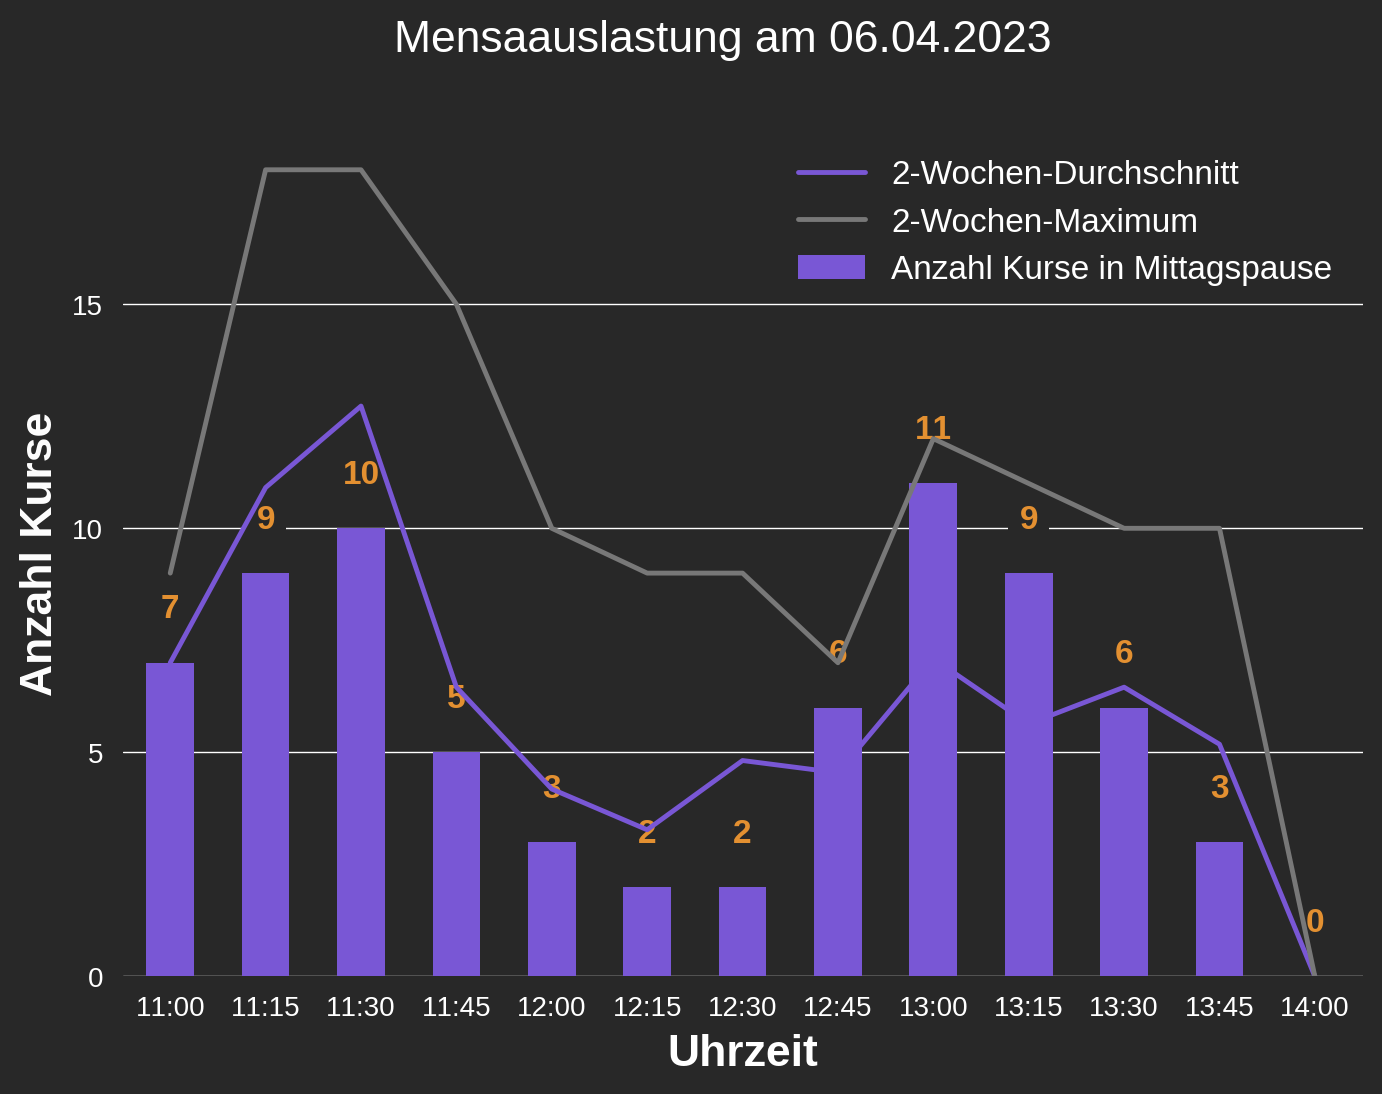 Mensaauslastung am 06.04.2023
2-Wochen-Durchschnitt
2-Wochen-Maximum
Anzahl Kurse in Mittagspause
Anzahl Kurse
15
10
5
0
7
9
10
5
3
2
2
6
11
9
6
3
0
11:00 11:15 11:30 11:45 12:00 12:15 12:30 12:45 13:00 13:15 13:30 13:45 14:00
Uhrzeit